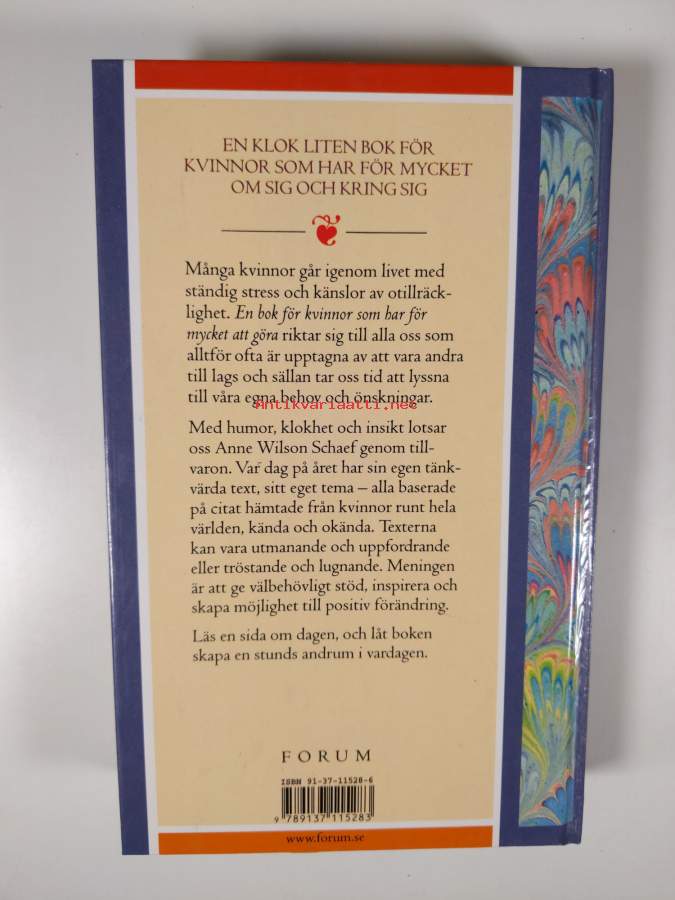 EN KLOK LITEN BOK FÖR
KVINNOR SOM HAR FÖR MYCKET
OM SIG OCH KRING SIG
Många kvinnor går igenom livet med
ständig stress och känslor av otillräck-
lighet. En bok för kvinnor som har för
mycket att göra riktar sig till alla oss som
alltför ofta är upptagna av att vara andra
till lags och sällan tar oss tid att lyssna
till våra egna behov och önskningar.
Antikvariaatti.net
Med humor, klokhet och insikt lotsar
oss Anne Wilson Schaef genom till-
varon. Var dag på året har sin egen tänk-
värda text, sitt eget tema – alla baserade
på citat hämtade från kvinnor runt hela
världen, kända och okända. Texterna
kan vara utmanande och uppfordrande
eller tröstande och lugnande. Meningen
är att ge välbehövligt stöd, inspirera och
skapa möjlighet till positiv förändring.
Läs en sida om dagen, och låt boken
skapa en stunds andrum i vardagen.
FORUM
ISBN 91-37-11528-6
9 789137 115283
www.forum.se